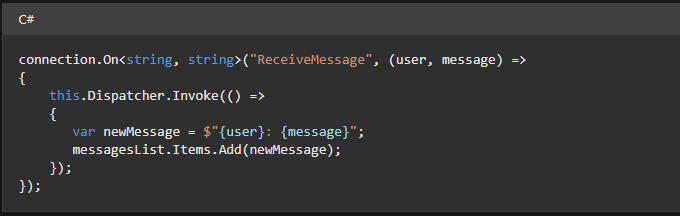 C#
connection.On<string, string>("ReceiveMessage", (user, message) =>
{
    this.Dispatcher.Invoke(() =>
    {
       var newMessage = $"{user}: {message}";
       messagesList.Items.Add(newMessage);
    });
});